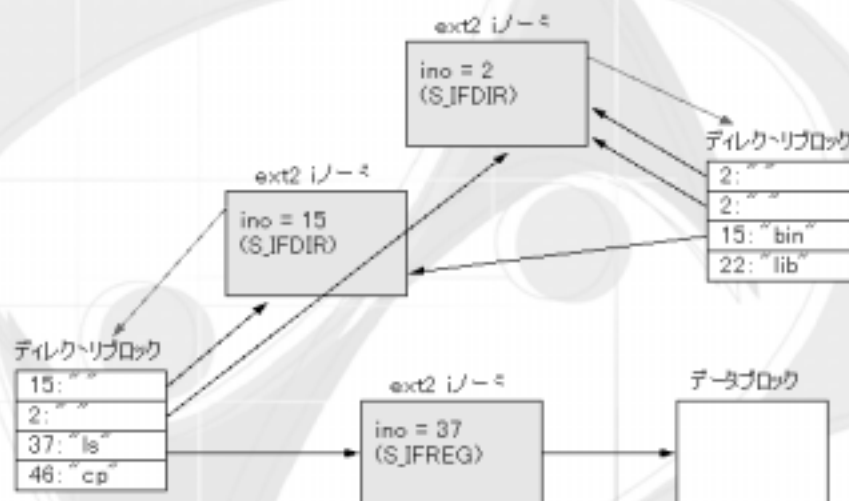 ext2 iノード
ino = 2
(S_IFDIR)
ディレクトリブロック
2:" "
2:" "
15:"bin"
22:"lib"
ext2 iノード
ino = 15
(S_IFDIR)
ディレクトリブロック
15:" "
2:" "
37:"ls"
46:"cp"
ext2 iノード
ino = 37
(S_IFREG)
データブロック